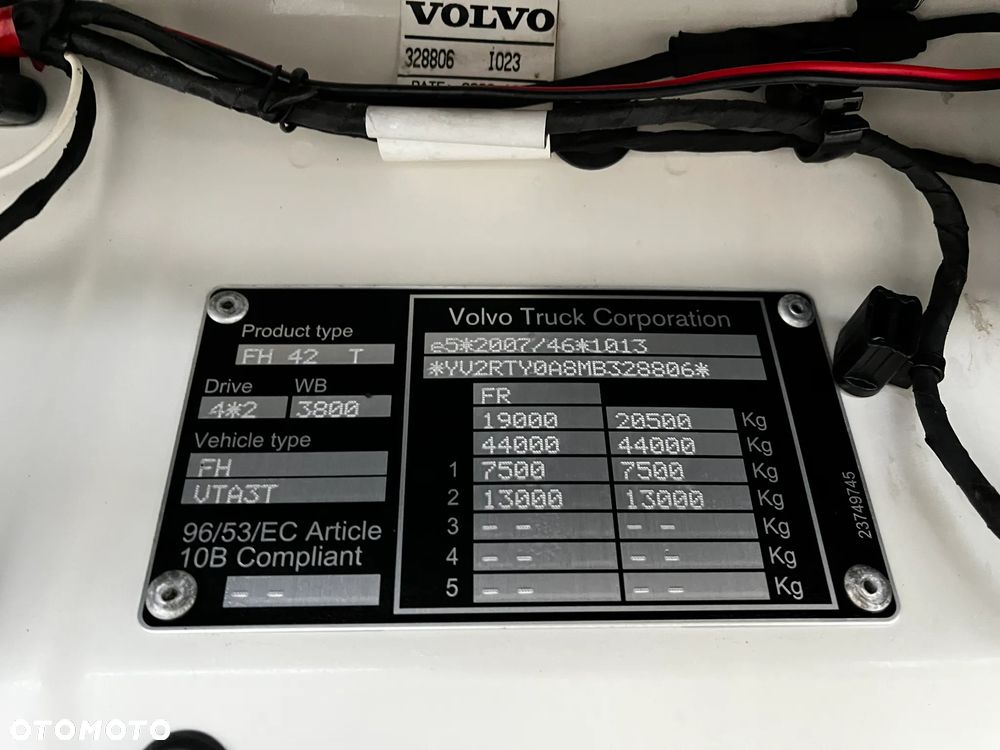 VOLVO
328806 I023
Product type
FH 42 T
Drive WB
4*2 3800
Vehicle type
FH
VTA3T
96/53/EC Article
10B Compliant
- -
Volvo Truck Corporation
e5*2007/46*1013
*YV2RTY0A8MB328806*
FR
19000 20500 Kg
44000 44000
1 7500 7500 Kg
2 13000 13000 Kg
3 - - - - Kg
4 - - - - Kg
5 - - - - Kg
23749745
OTOMOTO